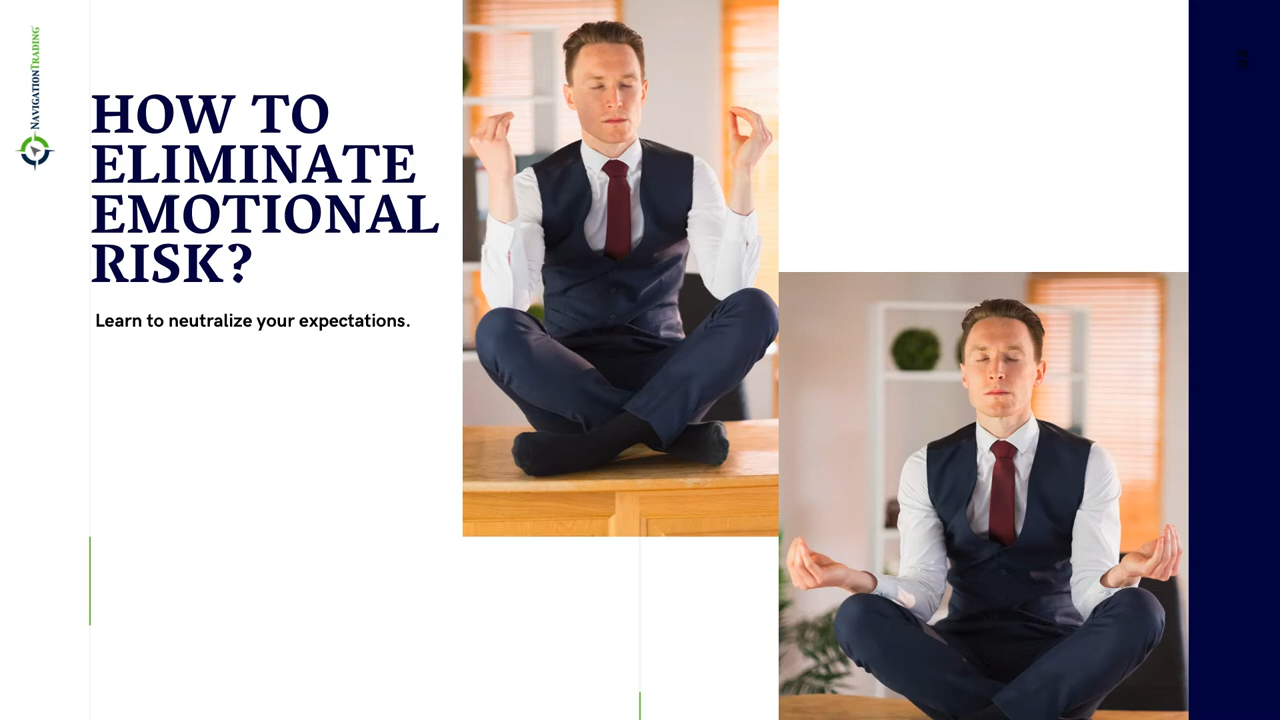 NAVIGATIONTRADING
HOW TO
ELIMINATE
EMOTIONAL
RISK?
Learn to neutralize your expectations.